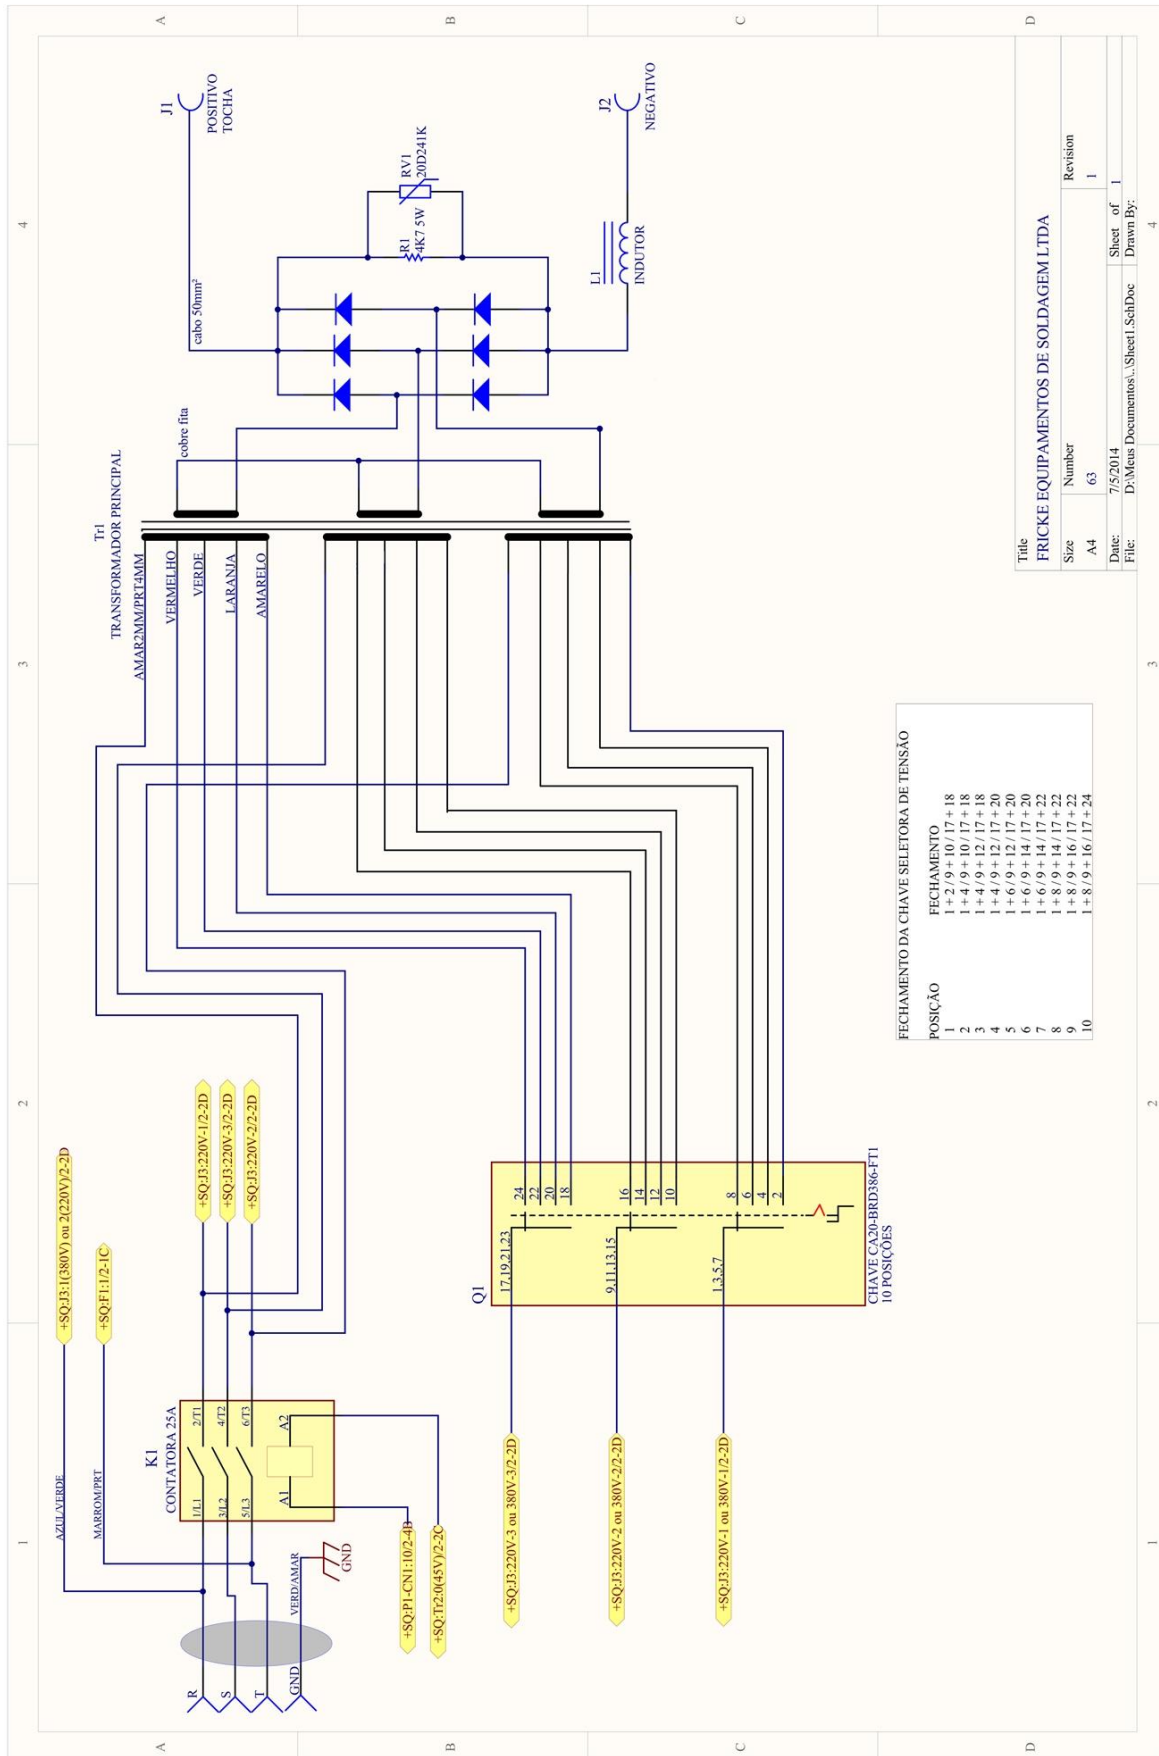 A
B
C
D
1
2
3
4
R
S
T
GND
VERD/AMAR
GND
AZUL/VERDE
MARROM/PRT
+SQ:J3:1(380V) ou 2(220V)/2-2D
+SQ:F1:1/2-1C
K1
CONTATORA 25A
1/L1
2/T1
3/L2
4/T2
5/L3
6/T3
A1
A2
+SQ:P1-CN1:10/2-4B
+SQ:Tr2:0(45V)/2-2C
+SQ:J3:220V-1/2-2D
+SQ:J3:220V-3/2-2D
+SQ:J3:220V-2/2-2D
+SQ:J3:220V-3 ou 380V-3/2-2D
+SQ:J3:220V-2 ou 380V-2/2-2D
+SQ:J3:220V-1 ou 380V-1/2-2D
Q1
17,19,21,23
24
22
20
18
9,11,13,15
16
14
12
10
1,3,5,7
8
6
4
2
CHAVE CA20-BRD386-FT1
10 POSIÇÕES
Tr1
TRANSFORMADOR PRINCIPAL
AMAR2MM/PRT4MM
VERMELHO
VERDE
LARANJA
AMARELO
cobre fita
cabo 50mm²
J1
POSITIVO
TOCHA
R1
4K7 5W
RV1
20D241K
L1
INDUTOR
J2
NEGATIVO
FECHAMENTO DA CHAVE SELETORA DE TENSÃO
POSIÇÃO FECHAMENTO
1 1 + 2 / 9 + 10 / 17 + 18
2 1 + 4 / 9 + 10 / 17 + 18
3 1 + 4 / 9 + 12 / 17 + 18
4 1 + 4 / 9 + 12 / 17 + 20
5 1 + 6 / 9 + 12 / 17 + 20
6 1 + 6 / 9 + 14 / 17 + 20
7 1 + 6 / 9 + 14 / 17 + 22
8 1 + 8 / 9 + 14 / 17 + 22
9 1 + 8 / 9 + 16 / 17 + 22
10 1 + 8 / 9 + 16 / 17 + 24
Title
FRICKE EQUIPAMENTOS DE SOLDAGEM LTDA
Size Number Revision
A4 63 1
Date: 7/5/2014 Sheet of 1
File: D:\Meus Documentos\..\Sheet1.SchDoc Drawn By:
1
2
3
4
A
B
C
D